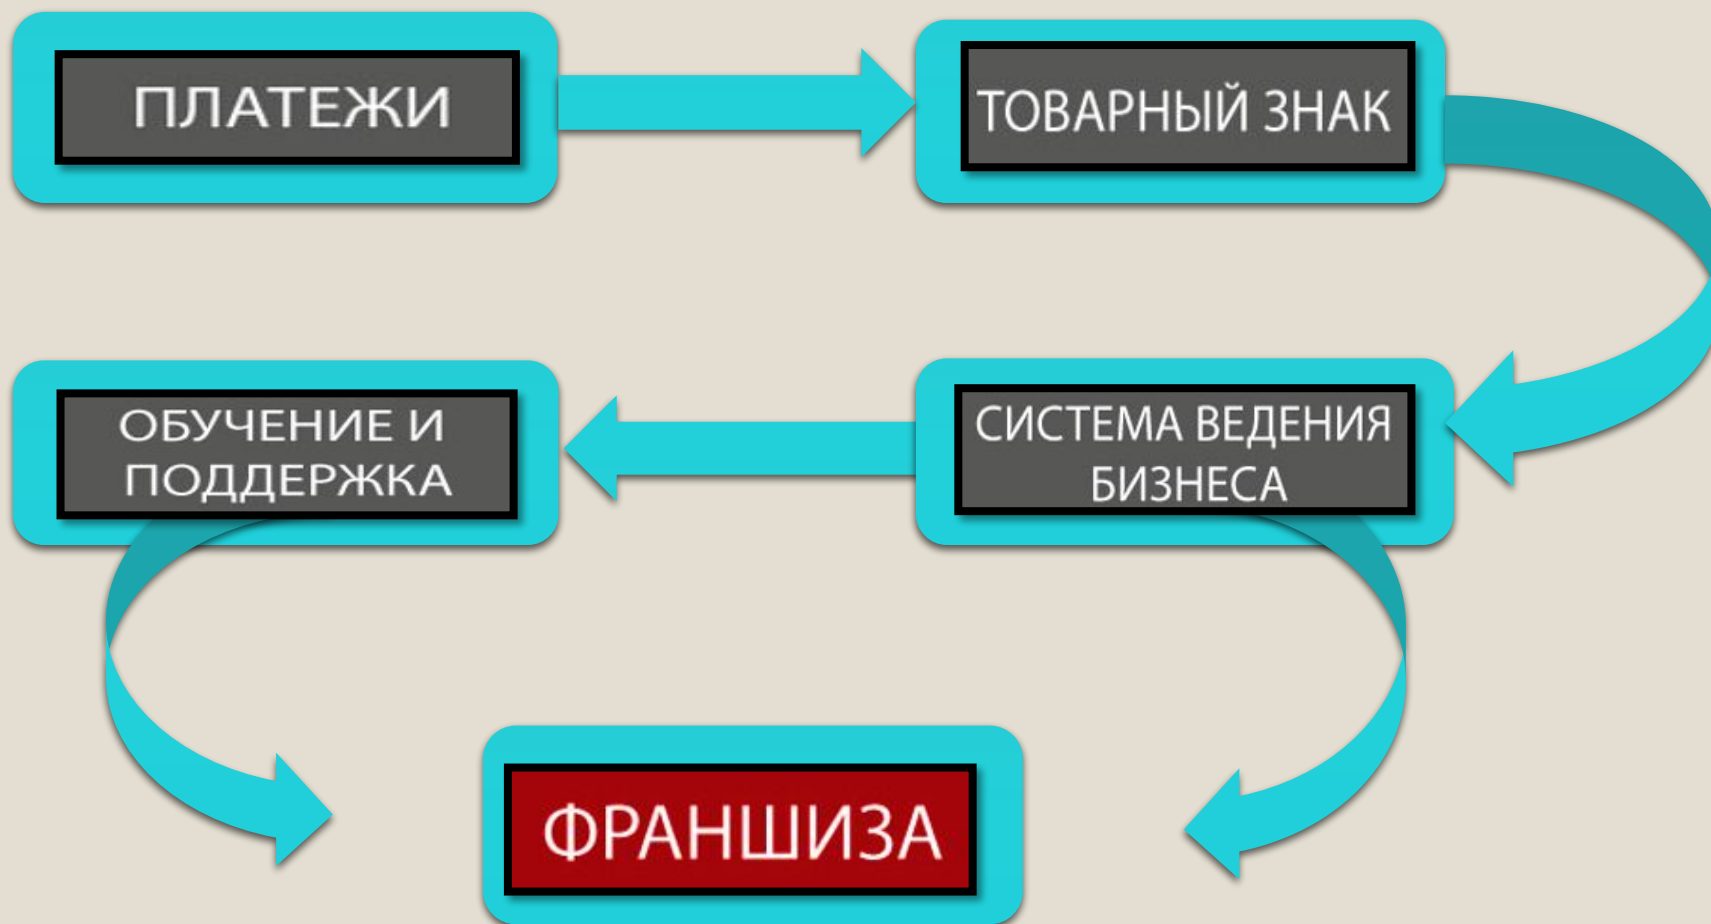 ПЛАТЕЖИ
ТОВАРНЫЙ ЗНАК
ОБУЧЕНИЕ И
ПОДДЕРЖКА
СИСТЕМА ВЕДЕНИЯ
БИЗНЕСА
ФРАНШИЗА